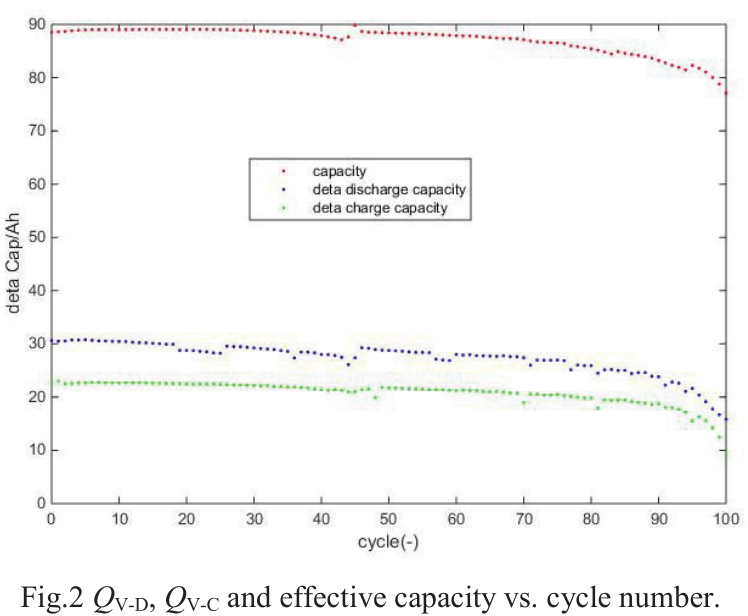 90
80
70
60
50
40
30
20
10
0
deta Cap/Ah
capacity
deta discharge capacity
deta charge capacity
0 10 20 30 40 50 60 70 80 90 100
cycle(-)
Fig.2 Q_V-D, Q_V-C and effective capacity vs. cycle number.